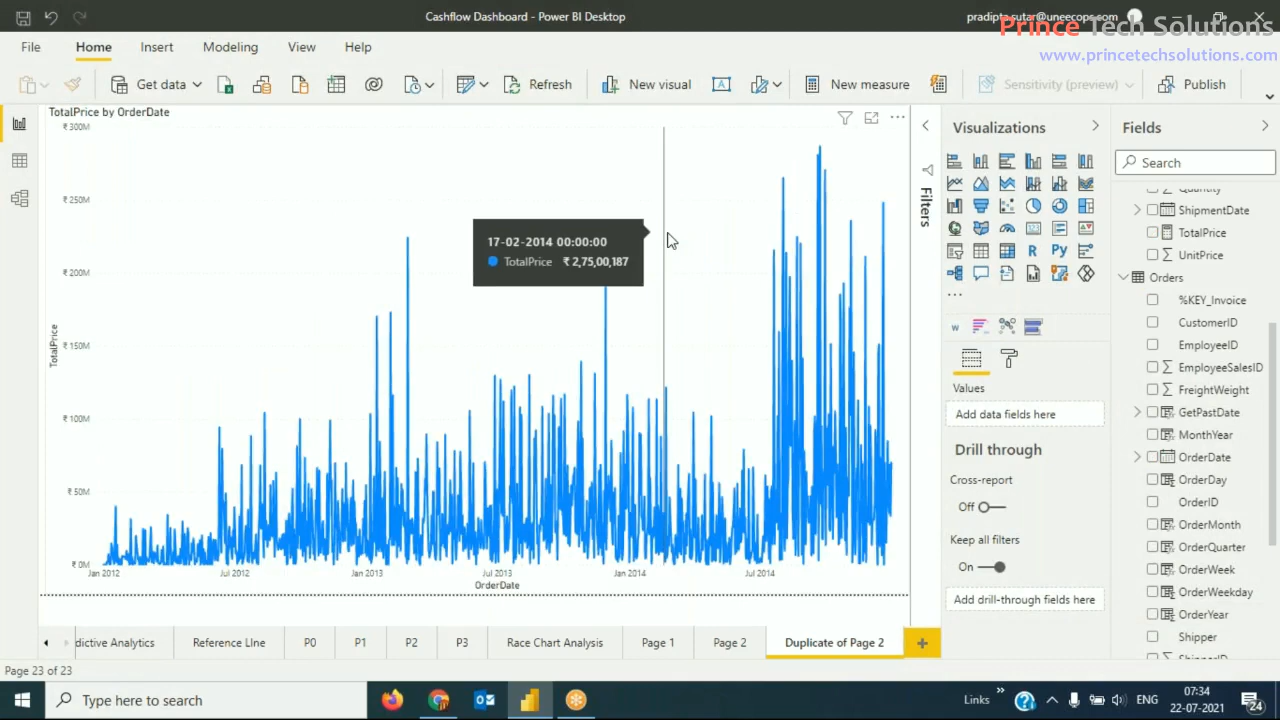 Cashflow Dashboard - Power BI Desktop
pradipta.sutar@uneecops.com
Prince Tech Solutions
www.princetechsolutions.com
File
Home
Insert
Modeling
View
Help
Get data
Refresh
New visual
New measure
Sensitivity (preview)
Publish
TotalPrice by OrderDate
₹ 300M
₹ 250M
₹ 200M
₹ 150M
₹ 100M
₹ 50M
₹ 0M
TotalPrice
17-02-2014 00:00:00
TotalPrice ₹ 2,75,00,187
Jan 2012
Jul 2012
Jan 2013
Jul 2013
Jan 2014
Jul 2014
OrderDate
Filters
Visualizations
R
Py
Values
Add data fields here
Drill through
Cross-report
Off
Keep all filters
On
Add drill-through fields here
Fields
Search
Quantity
ShipmentDate
TotalPrice
UnitPrice
Orders
%KEY_Invoice
CustomerID
EmployeeID
EmployeeSalesID
FreightWeight
GetPastDate
MonthYear
OrderDate
OrderDay
OrderID
OrderMonth
OrderQuarter
OrderWeek
OrderWeekday
OrderYear
Shipper
ShipperID
dictive Analytics
Reference LIne
P0
P1
P2
P3
Race Chart Analysis
Page 1
Page 2
Duplicate of Page 2
Page 23 of 23
Type here to search
Links
ENG
07:34
22-07-2021
24